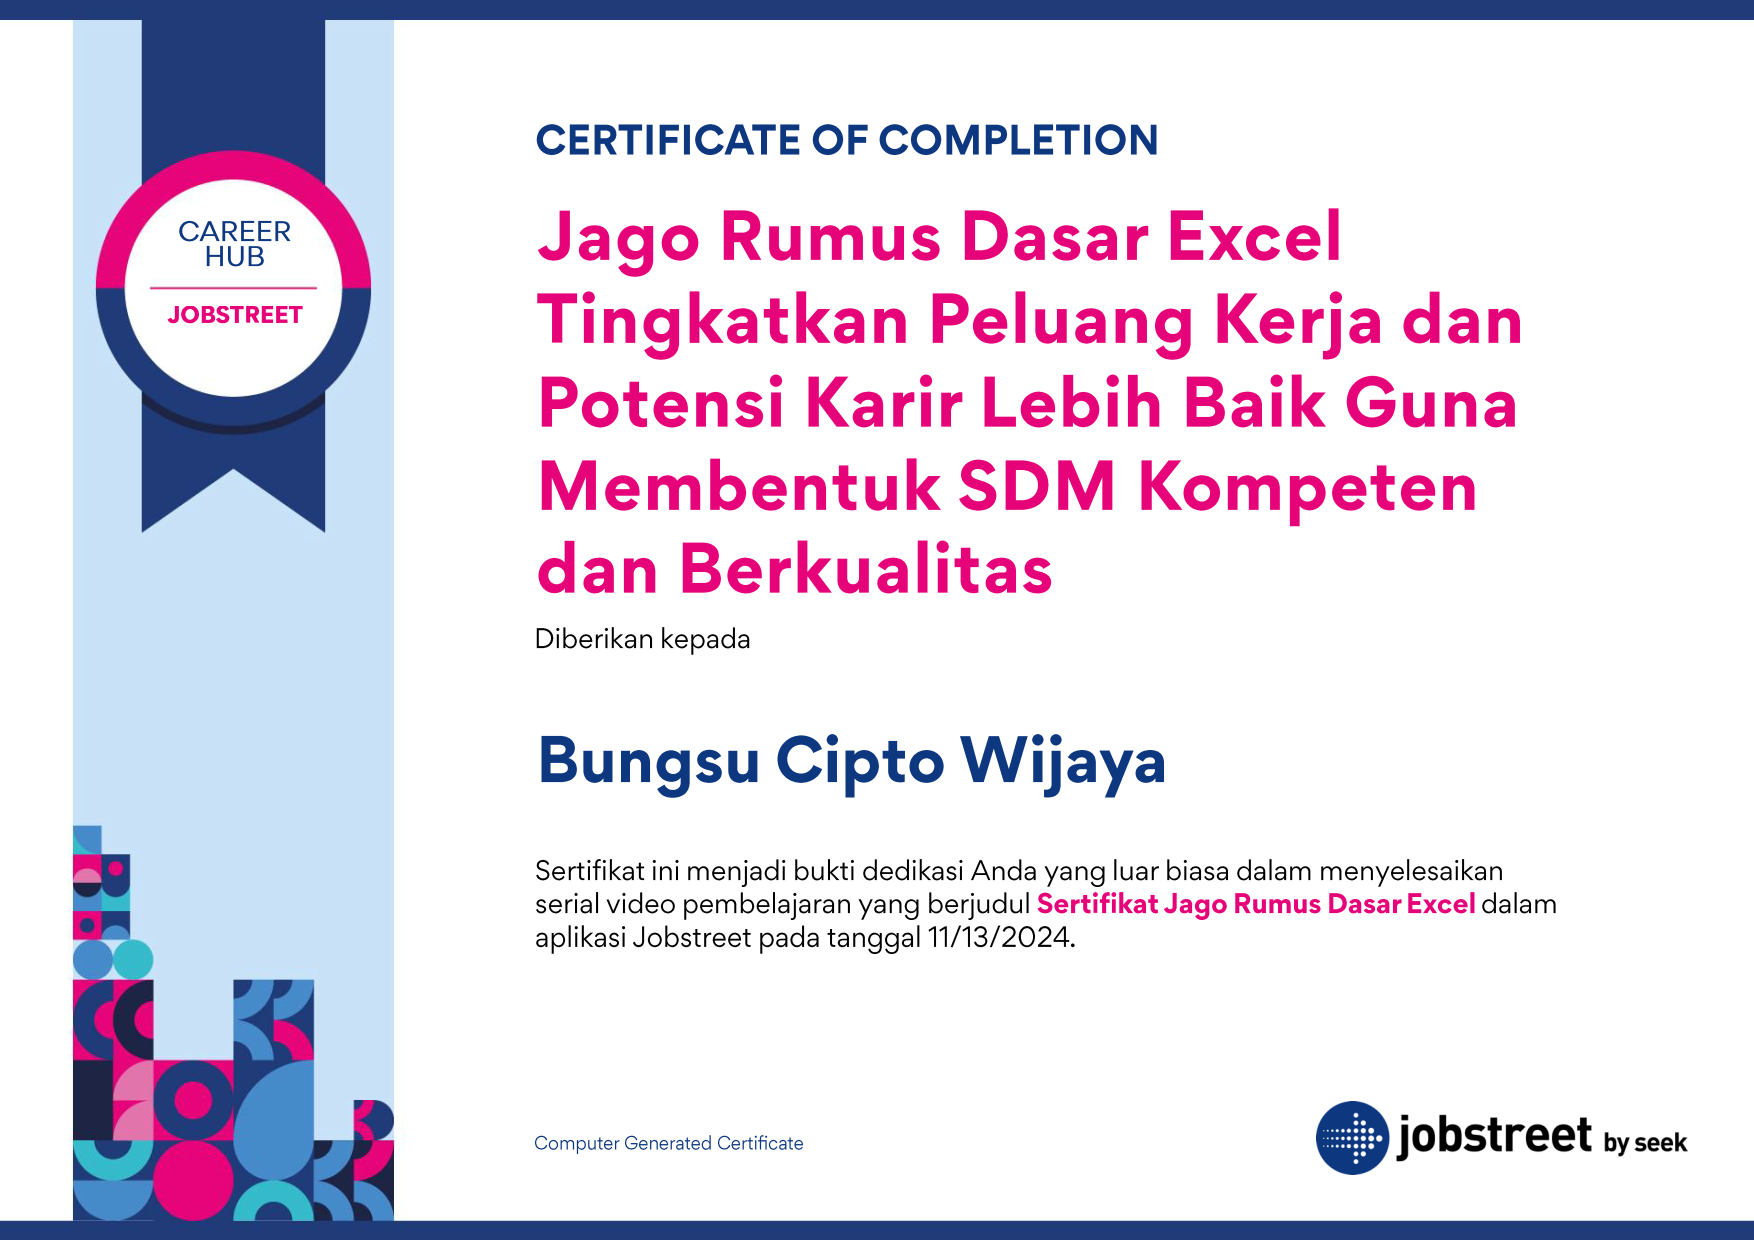 CAREER
HUB
JOBSTREET
CERTIFICATE OF COMPLETION
Jago Rumus Dasar Excel
Tingkatkan Peluang Kerja dan
Potensi Karir Lebih Baik Guna
Membentuk SDM Kompeten
dan Berkualitas
Diberikan kepada
Bungsu Cipto Wijaya
Sertifikat ini menjadi bukti dedikasi Anda yang luar biasa dalam menyelesaikan
serial video pembelajaran yang berjudul Sertifikat Jago Rumus Dasar Excel dalam
aplikasi Jobstreet pada tanggal 11/13/2024.
Computer Generated Certificate
jobstreet by seek